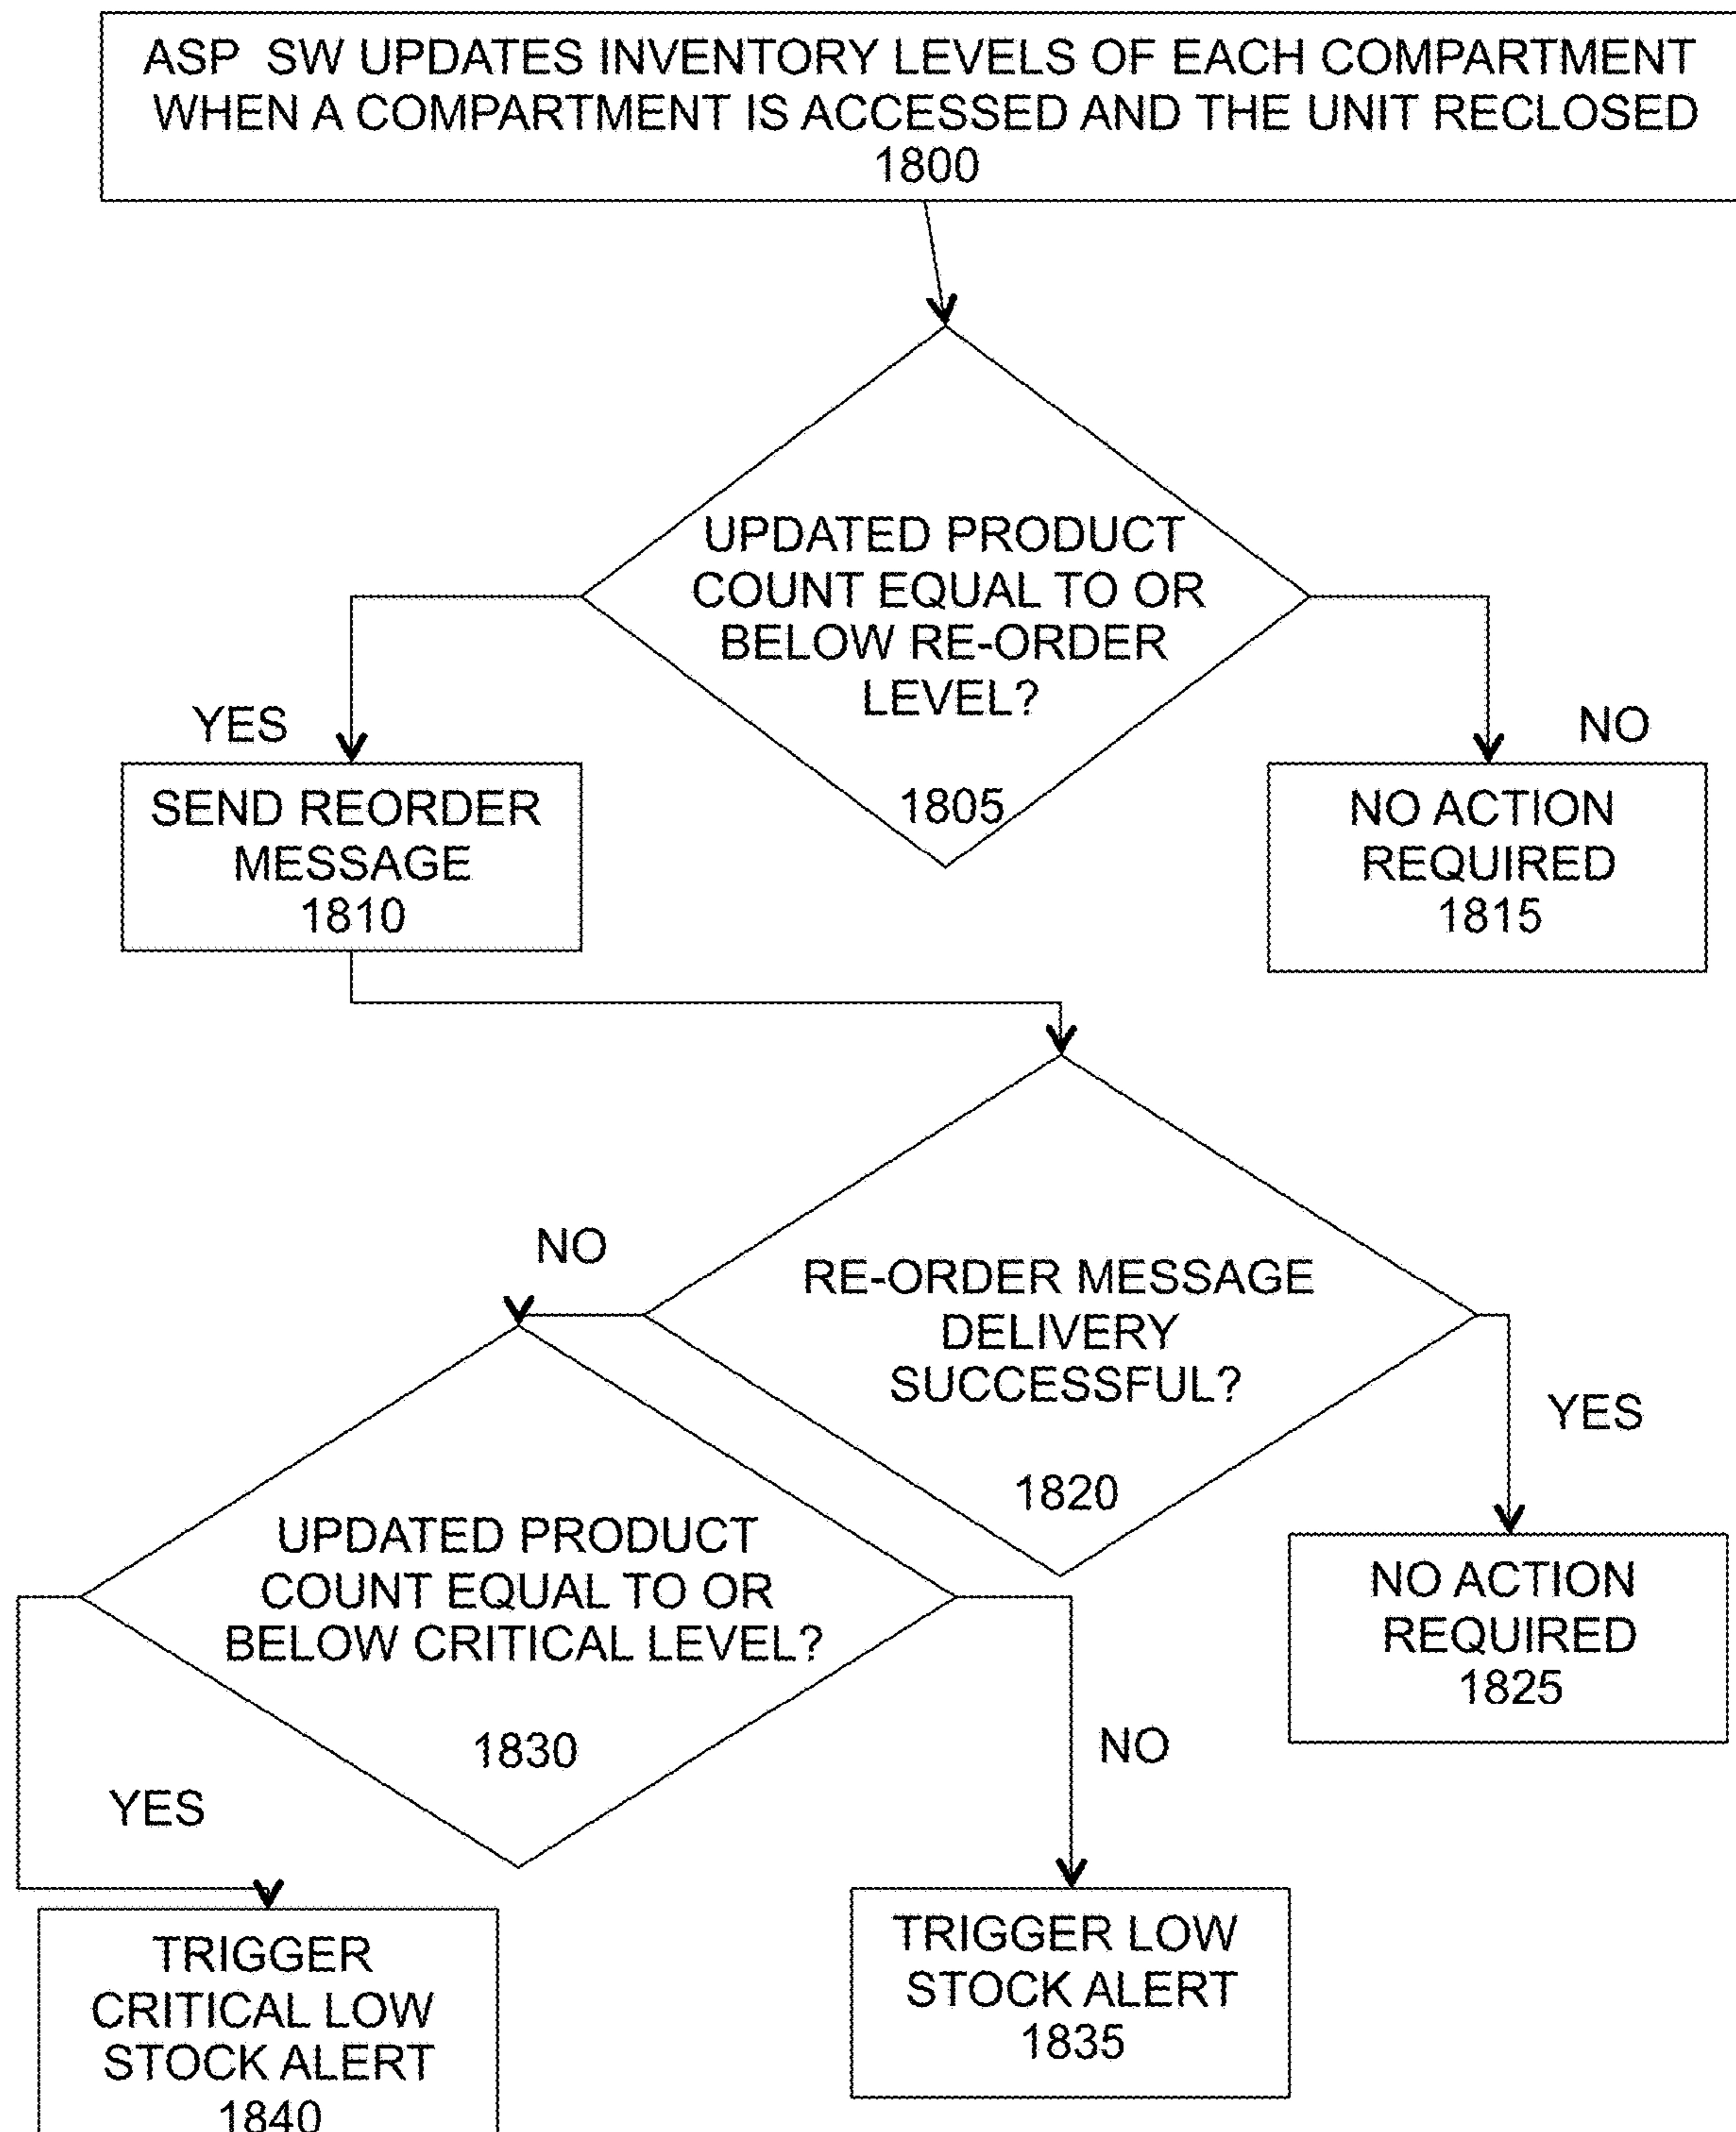 ASP SW UPDATES INVENTORY LEVELS OF EACH COMPARTMENT
WHEN A COMPARTMENT IS ACCESSED AND THE UNIT RECLOSED
1800
UPDATED PRODUCT
COUNT EQUAL TO OR
BELOW RE-ORDER
LEVEL?
1805
YES
NO
SEND REORDER
MESSAGE
1810
NO ACTION
REQUIRED
1815
NO
RE-ORDER MESSAGE
DELIVERY
SUCCESSFUL?
1820
YES
UPDATED PRODUCT
COUNT EQUAL TO OR
BELOW CRITICAL LEVEL?
1830
NO ACTION
REQUIRED
1825
NO
YES
TRIGGER LOW
STOCK ALERT
1835
TRIGGER
CRITICAL LOW
STOCK ALERT
1840